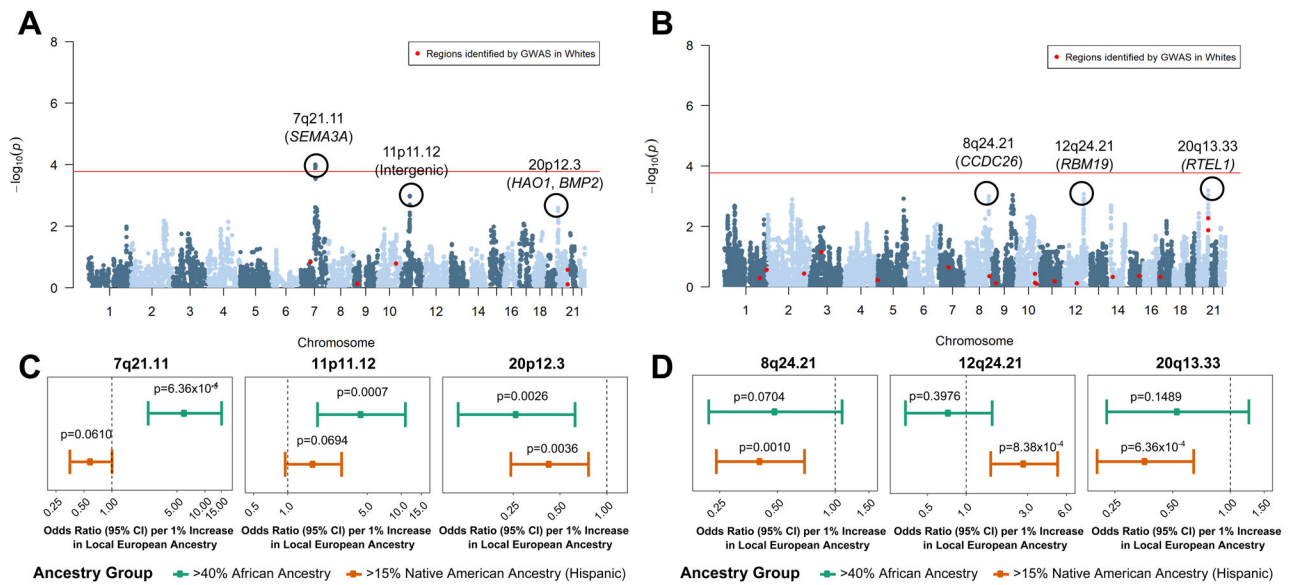 A
8
6
4
2
0
−log10(p)
Regions identified by GWAS in Whites
7q21.11
(SEMA3A)
11p11.12
(Intergenic)
20p12.3
(HAO1, BMP2)
1 2 3 4 5 6 7 8 9 10 12 14 16 18 21
Chromosome
B
8
6
4
2
0
−log10(p)
Regions identified by GWAS in Whites
8q24.21
(CCDC26)
12q24.21
(RBM19)
20q13.33
(RTEL1)
1 2 3 4 5 6 7 8 9 10 12 14 16 18 21
Chromosome
C
7q21.11 11p11.12 20p12.3
p=6.36x10-4
p=0.0610
0.25 0.50 1.00 5.00 10.00 15.00
Odds Ratio (95% CI) per 1% Increase
in Local European Ancestry
p=0.0007
p=0.0694
0.5 1.0 5.0 10.0 15.0
Odds Ratio (95% CI) per 1% Increase
in Local European Ancestry
p=0.0026
p=0.0036
0.25 0.50 1.00
Odds Ratio (95% CI) per 1% Increase
in Local European Ancestry
Ancestry Group >40% African Ancestry >15% Native American Ancestry (Hispanic)
D
8q24.21 12q24.21 20q13.33
p=0.0704
p=0.0010
0.25 0.50 1.00 1.50
Odds Ratio (95% CI) per 1% Increase
in Local European Ancestry
p=0.3976
p=8.38x10-4
0.5 1.0 3.0 6.0
Odds Ratio (95% CI) per 1% Increase
in Local European Ancestry
p=0.1489
p=6.36x10-4
0.25 0.50 1.00 1.50
Odds Ratio (95% CI) per 1% Increase
in Local European Ancestry
Ancestry Group >40% African Ancestry >15% Native American Ancestry (Hispanic)